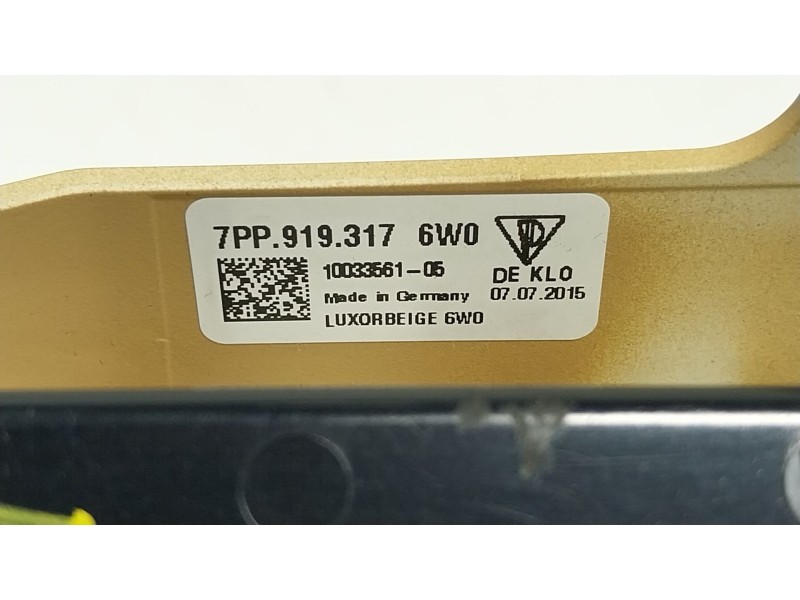 7PP.919.317 6W0
10033561-05
DE KLO
Made in Germany 07.07.2015
LUXORBEIGE 6W0